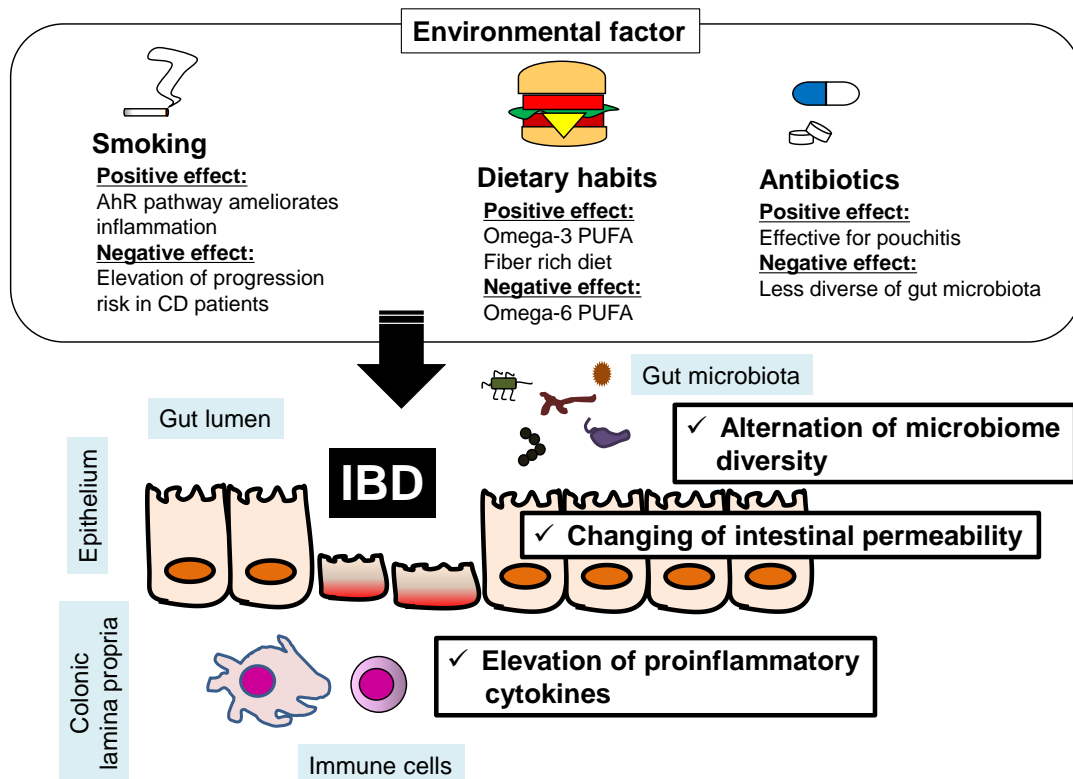 Environmental factor
Smoking
Positive effect:
AhR pathway ameliorates
inflammation
Negative effect:
Elevation of progression
risk in CD patients
Dietary habits
Positive effect:
Omega-3 PUFA
Fiber rich diet
Negative effect:
Omega-6 PUFA
Antibiotics
Positive effect:
Effective for pouchitis
Negative effect:
Less diverse of gut microbiota
Gut microbiota
Gut lumen
✓ Alternation of microbiome
diversity
IBD
Epithelium
✓ Changing of intestinal permeability
Colonic
lamina propria
✓ Elevation of proinflammatory
cytokines
Immune cells